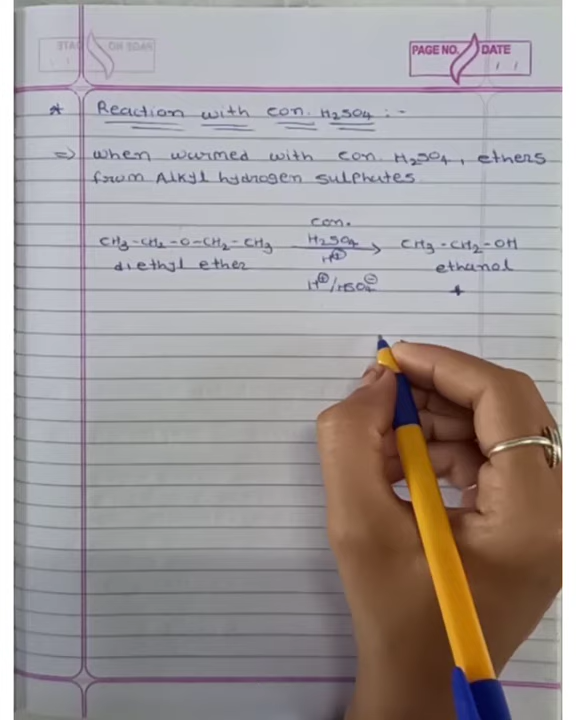 PAGE NO. DATE
* Reaction with con. H₂SO₄ :-
=> when warmed with con. H₂SO₄, ethers
from Alkyl hydrogen sulphates
con.
CH₃-CH₂-O-CH₂-CH₃ H₂SO₄ → CH₃-CH₂-OH
H⊕
diethyl ether ethanol
H⊕/HSO₄⊖ +